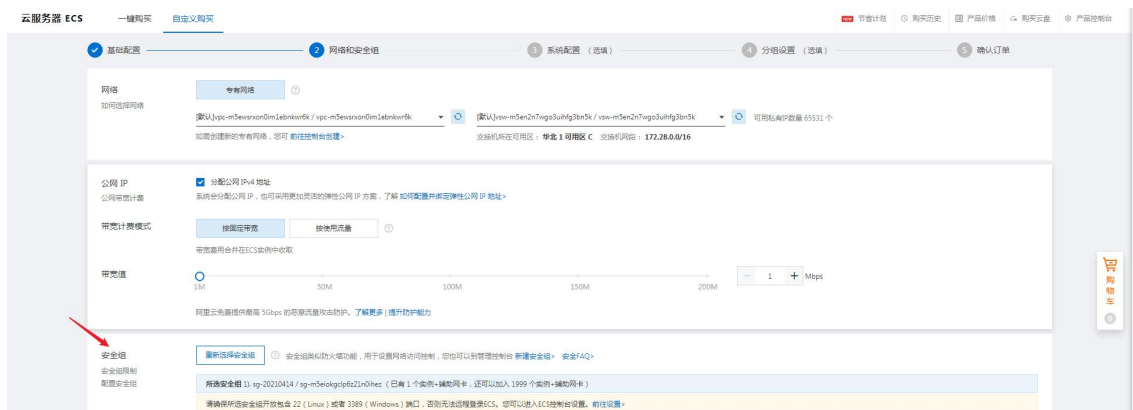 云服务器 ECS 一键购买 自定义购买 NEW 节省计划 购买历史 产品价格 购买云盘 产品控制台
基础配置 2 网络和安全组 3 系统配置 （选填） 4 分组设置 （选填） 5 确认订单
网络 专有网络
如何选择网络
[默认]vpc-m5ewsrxon0im1ebnkwr6k / vpc-m5ewsrxon0im1ebnkwr6k [默认]vsw-m5en2n7wgo3uihfg3bn5k / vsw-m5en2n7wgo3uihfg3bn5k 可用私有IP数量 65531 个
如需创建新的专有网络，您可 前往控制台创建> 交换机所在可用区： 华北 1 可用区 C 交换机网段： 172.28.0.0/16
公网 IP 分配公网 IPv4 地址
公网带宽计费 系统会分配公网 IP，也可采用更加灵活的弹性公网 IP 方案，了解 如何配置并绑定弹性公网 IP 地址>
带宽计费模式 按固定带宽 按使用流量
带宽费用合并在ECS实例中收取
带宽值 1 Mbps
1M 50M 100M 150M 200M
阿里云免费提供最高 5Gbps 的恶意流量攻击防护。了解更多 | 提升防护能力
购物车
0
安全组 重新选择安全组 安全组类似防火墙功能，用于设置网络访问控制，您也可以到管理控制台 新建安全组> 安全FAQ>
安全组限制
配置安全组 所选安全组 1). sg-20210414 / sg-m5eiokgclp6z21n0ihez （已有 1 个实例+辅助网卡，还可以加入 1999 个实例+辅助网卡）
请确保所选安全组开放包含 22（Linux）或者 3389（Windows）端口，否则无法远程登录ECS。您可以进入ECS控制台设置。前往设置>